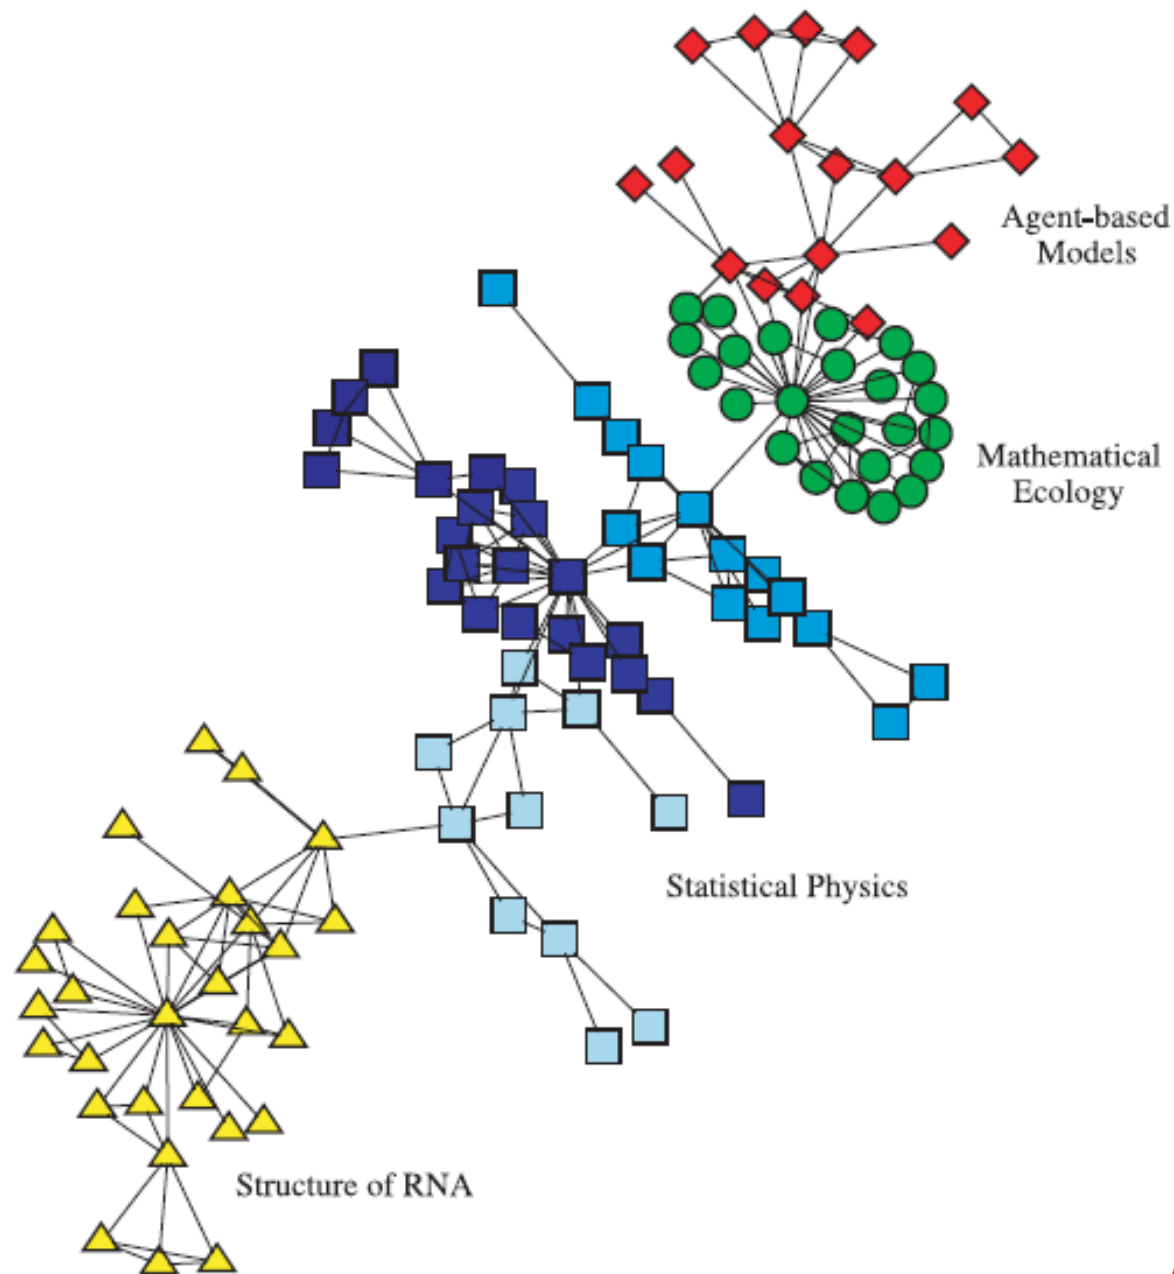 Agent-based
Models
Mathematical
Ecology
Statistical Physics
Structure of RNA